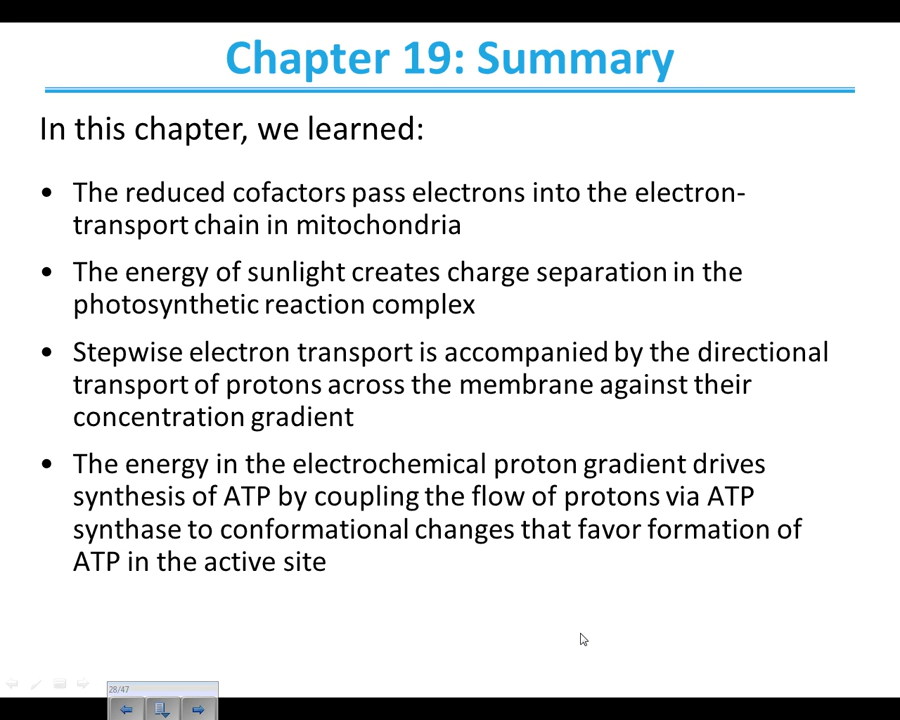 Chapter 19: Summary
In this chapter, we learned:
• The reduced cofactors pass electrons into the electron-
transport chain in mitochondria
• The energy of sunlight creates charge separation in the
photosynthetic reaction complex
• Stepwise electron transport is accompanied by the directional
transport of protons across the membrane against their
concentration gradient
• The energy in the electrochemical proton gradient drives
synthesis of ATP by coupling the flow of protons via ATP
synthase to conformational changes that favor formation of
ATP in the active site
28/47